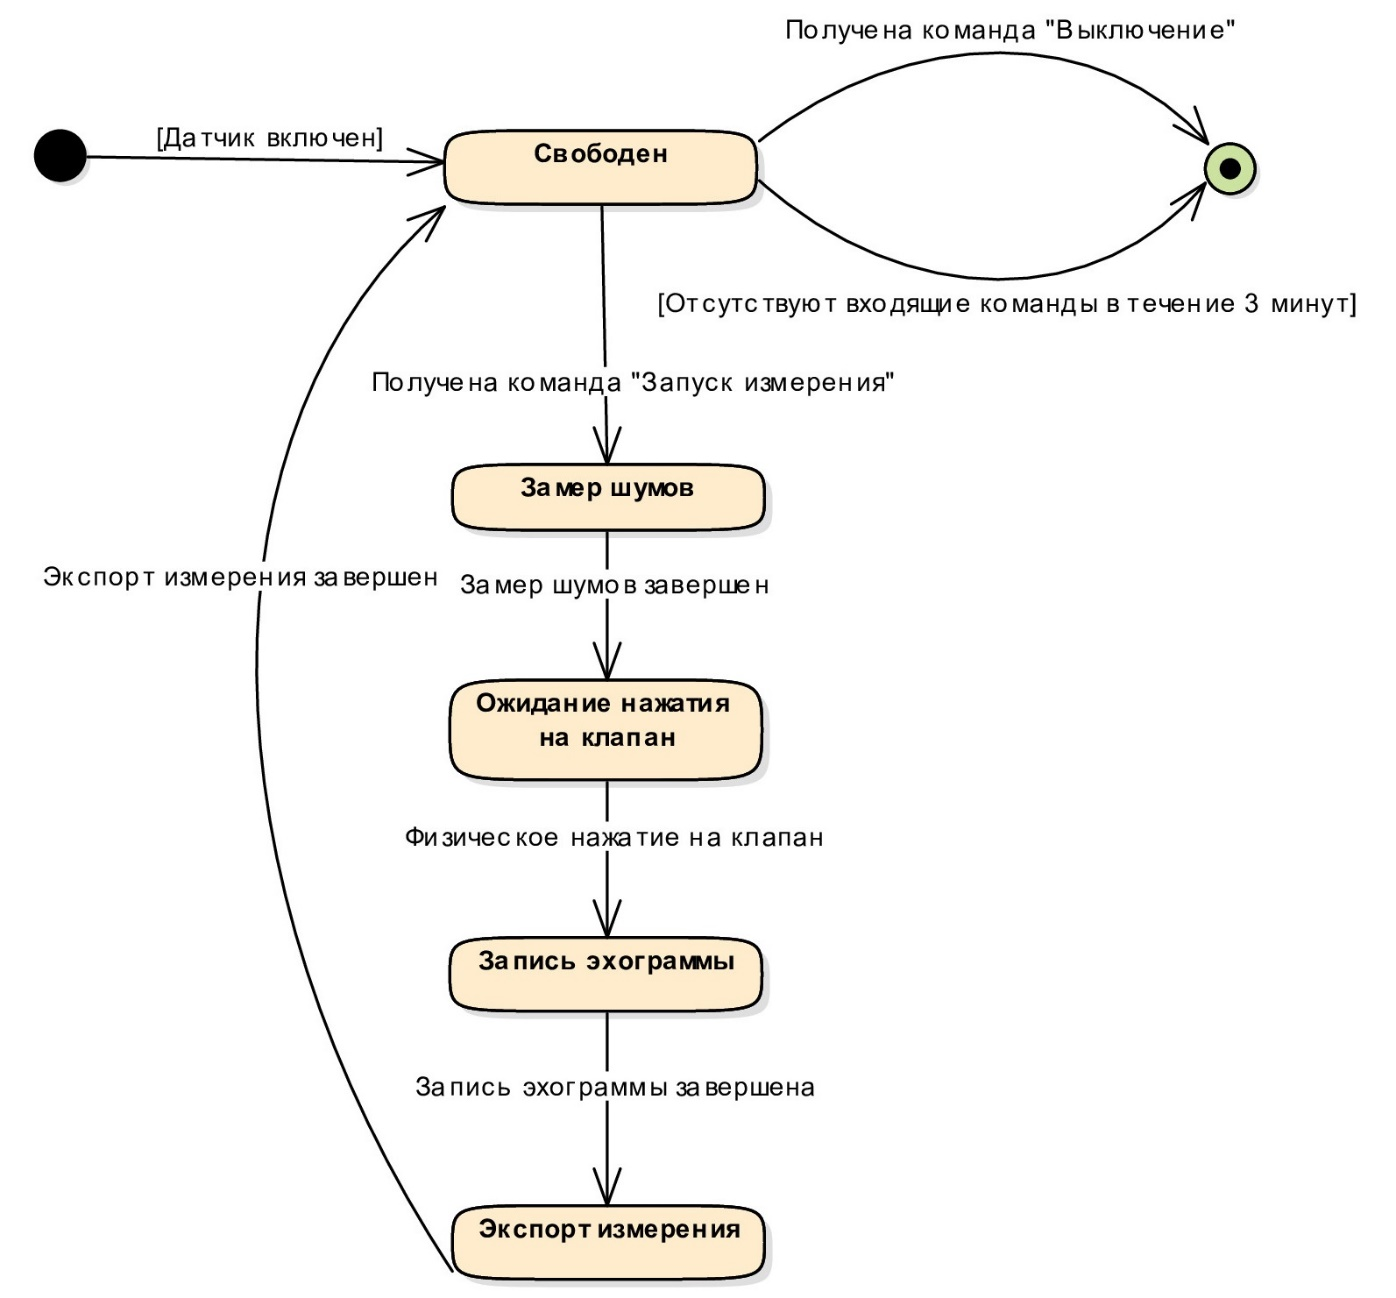 Получена команда "Выключение"
[Датчик включен]
Свободен
[Отсутствуют входящие команды в течение 3 минут]
Получена команда "Запуск измерения"
Замер шумов
Экспорт измерения завершен
Замер шумов завершен
Ожидание нажатия
на клапан
Физическое нажатие на клапан
Запись эхограммы
Запись эхограммы завершена
Экспорт измерения